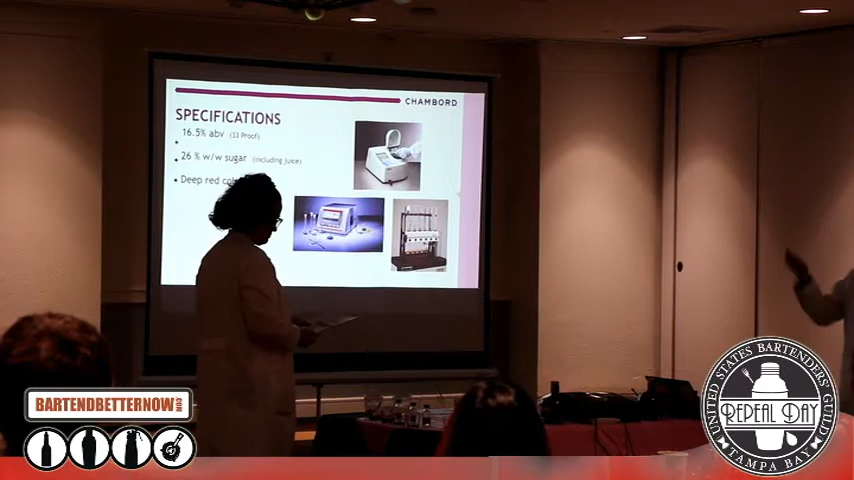 CHAMBORD
SPECIFICATIONS
16.5% abv (33 Proof)
• 26 % w/w sugar (including juice)
• Deep red
BARTENDBETTERNOW.COM
UNITED STATES BARTENDERS' GUILD
REPEAL DAY
TAMPA BAY